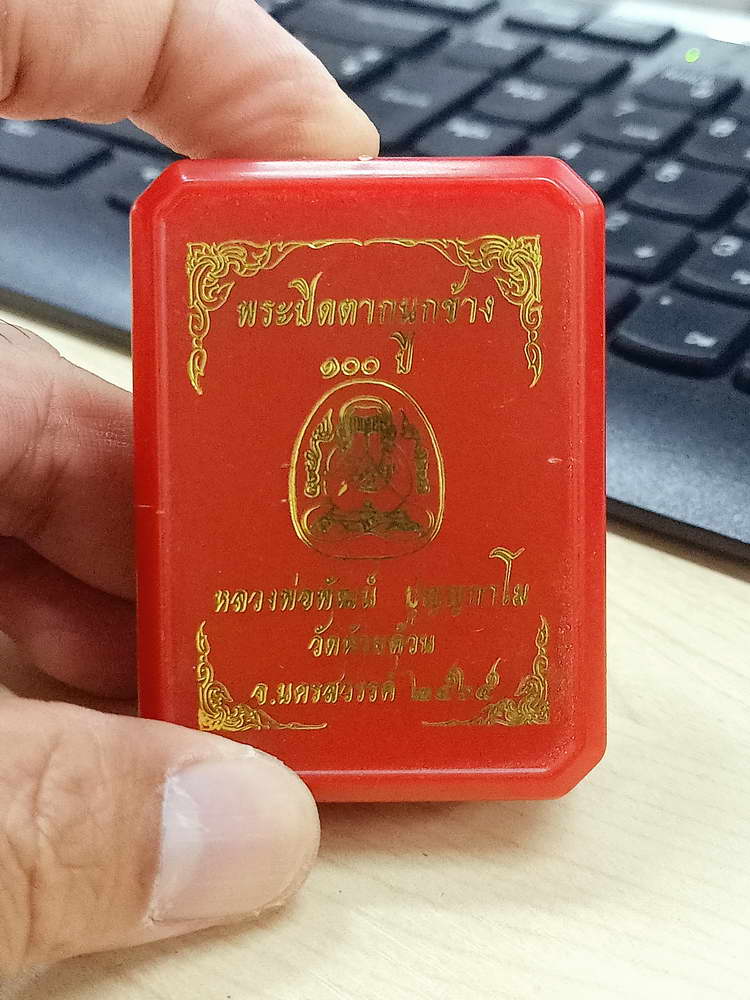 พระปิดตากนกข้าง
๑๐๐ ปี
หลวงพ่อพัฒน์ ปุญญกาโม
วัดห้วยด้วน
จ.นครสวรรค์ ๒๕๖๕